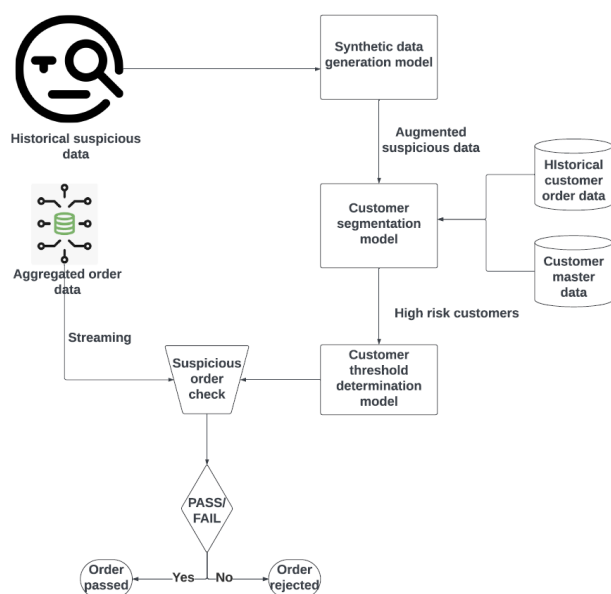 Synthetic data
generation model
Historical suspicious
data
Augmented
suspicious data
HIstorical
customer
order data
Customer
segmentation
model
Aggregated order
data
Customer
master
data
High risk customers
Streaming
Suspicious
order
check
Customer
threshold
determination
model
PASS/
FAIL
Order
passed
Yes
No
Order
rejected